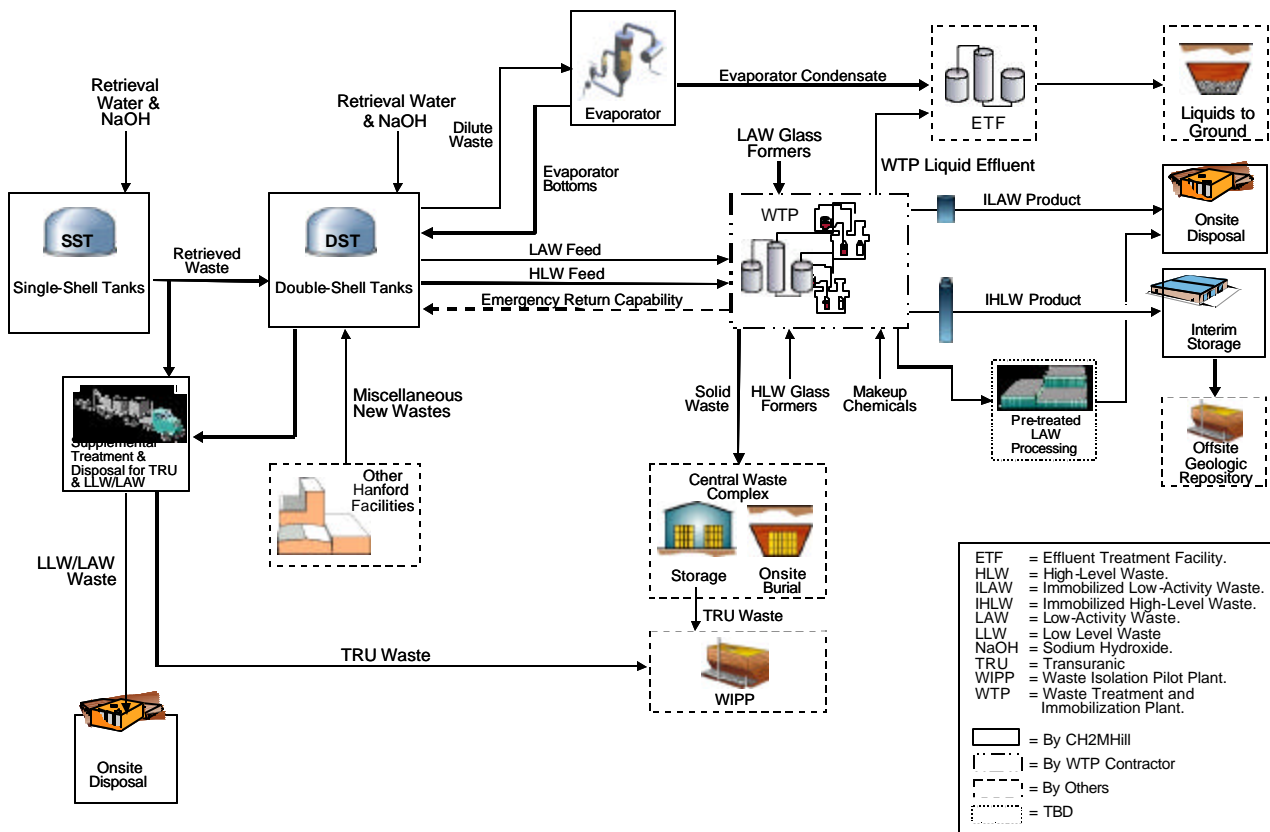 Retrieval
Water &
NaOH
SST
Single-Shell Tanks
Retrieved
Waste
Retrieval Water
& NaOH
DST
Double-Shell Tanks
Dilute
Waste
Evaporator
Bottoms
Evaporator
Evaporator Condensate
ETF
Liquids to
Ground
LAW Glass
Formers
WTP Liquid Effluent
WTP
LAW Feed
HLW Feed
Emergency Return Capability
ILAW Product
Onsite
Disposal
IHLW Product
Interim
Storage
Offsite
Geologic
Repository
Pre-treated
LAW
Processing
Solid
Waste
HLW Glass
Formers
Makeup
Chemicals
Supplemental
Treatment &
Disposal for TRU
& LLW/LAW
Miscellaneous
New Wastes
Other
Hanford
Facilities
Central Waste
Complex
Storage
Onsite
Burial
TRU Waste
WIPP
LLW/LAW
Waste
TRU Waste
Onsite
Disposal
ETF = Effluent Treatment Facility.
HLW = High-Level Waste.
ILAW = Immobilized Low-Activity Waste.
IHLW = Immobilized High-Level Waste.
LAW = Low-Activity Waste.
LLW = Low Level Waste
NaOH = Sodium Hydroxide.
TRU = Transuranic
WIPP = Waste Isolation Pilot Plant.
WTP = Waste Treatment and
Immobilization Plant.
= By CH2MHill
= By WTP Contractor
= By Others
= TBD